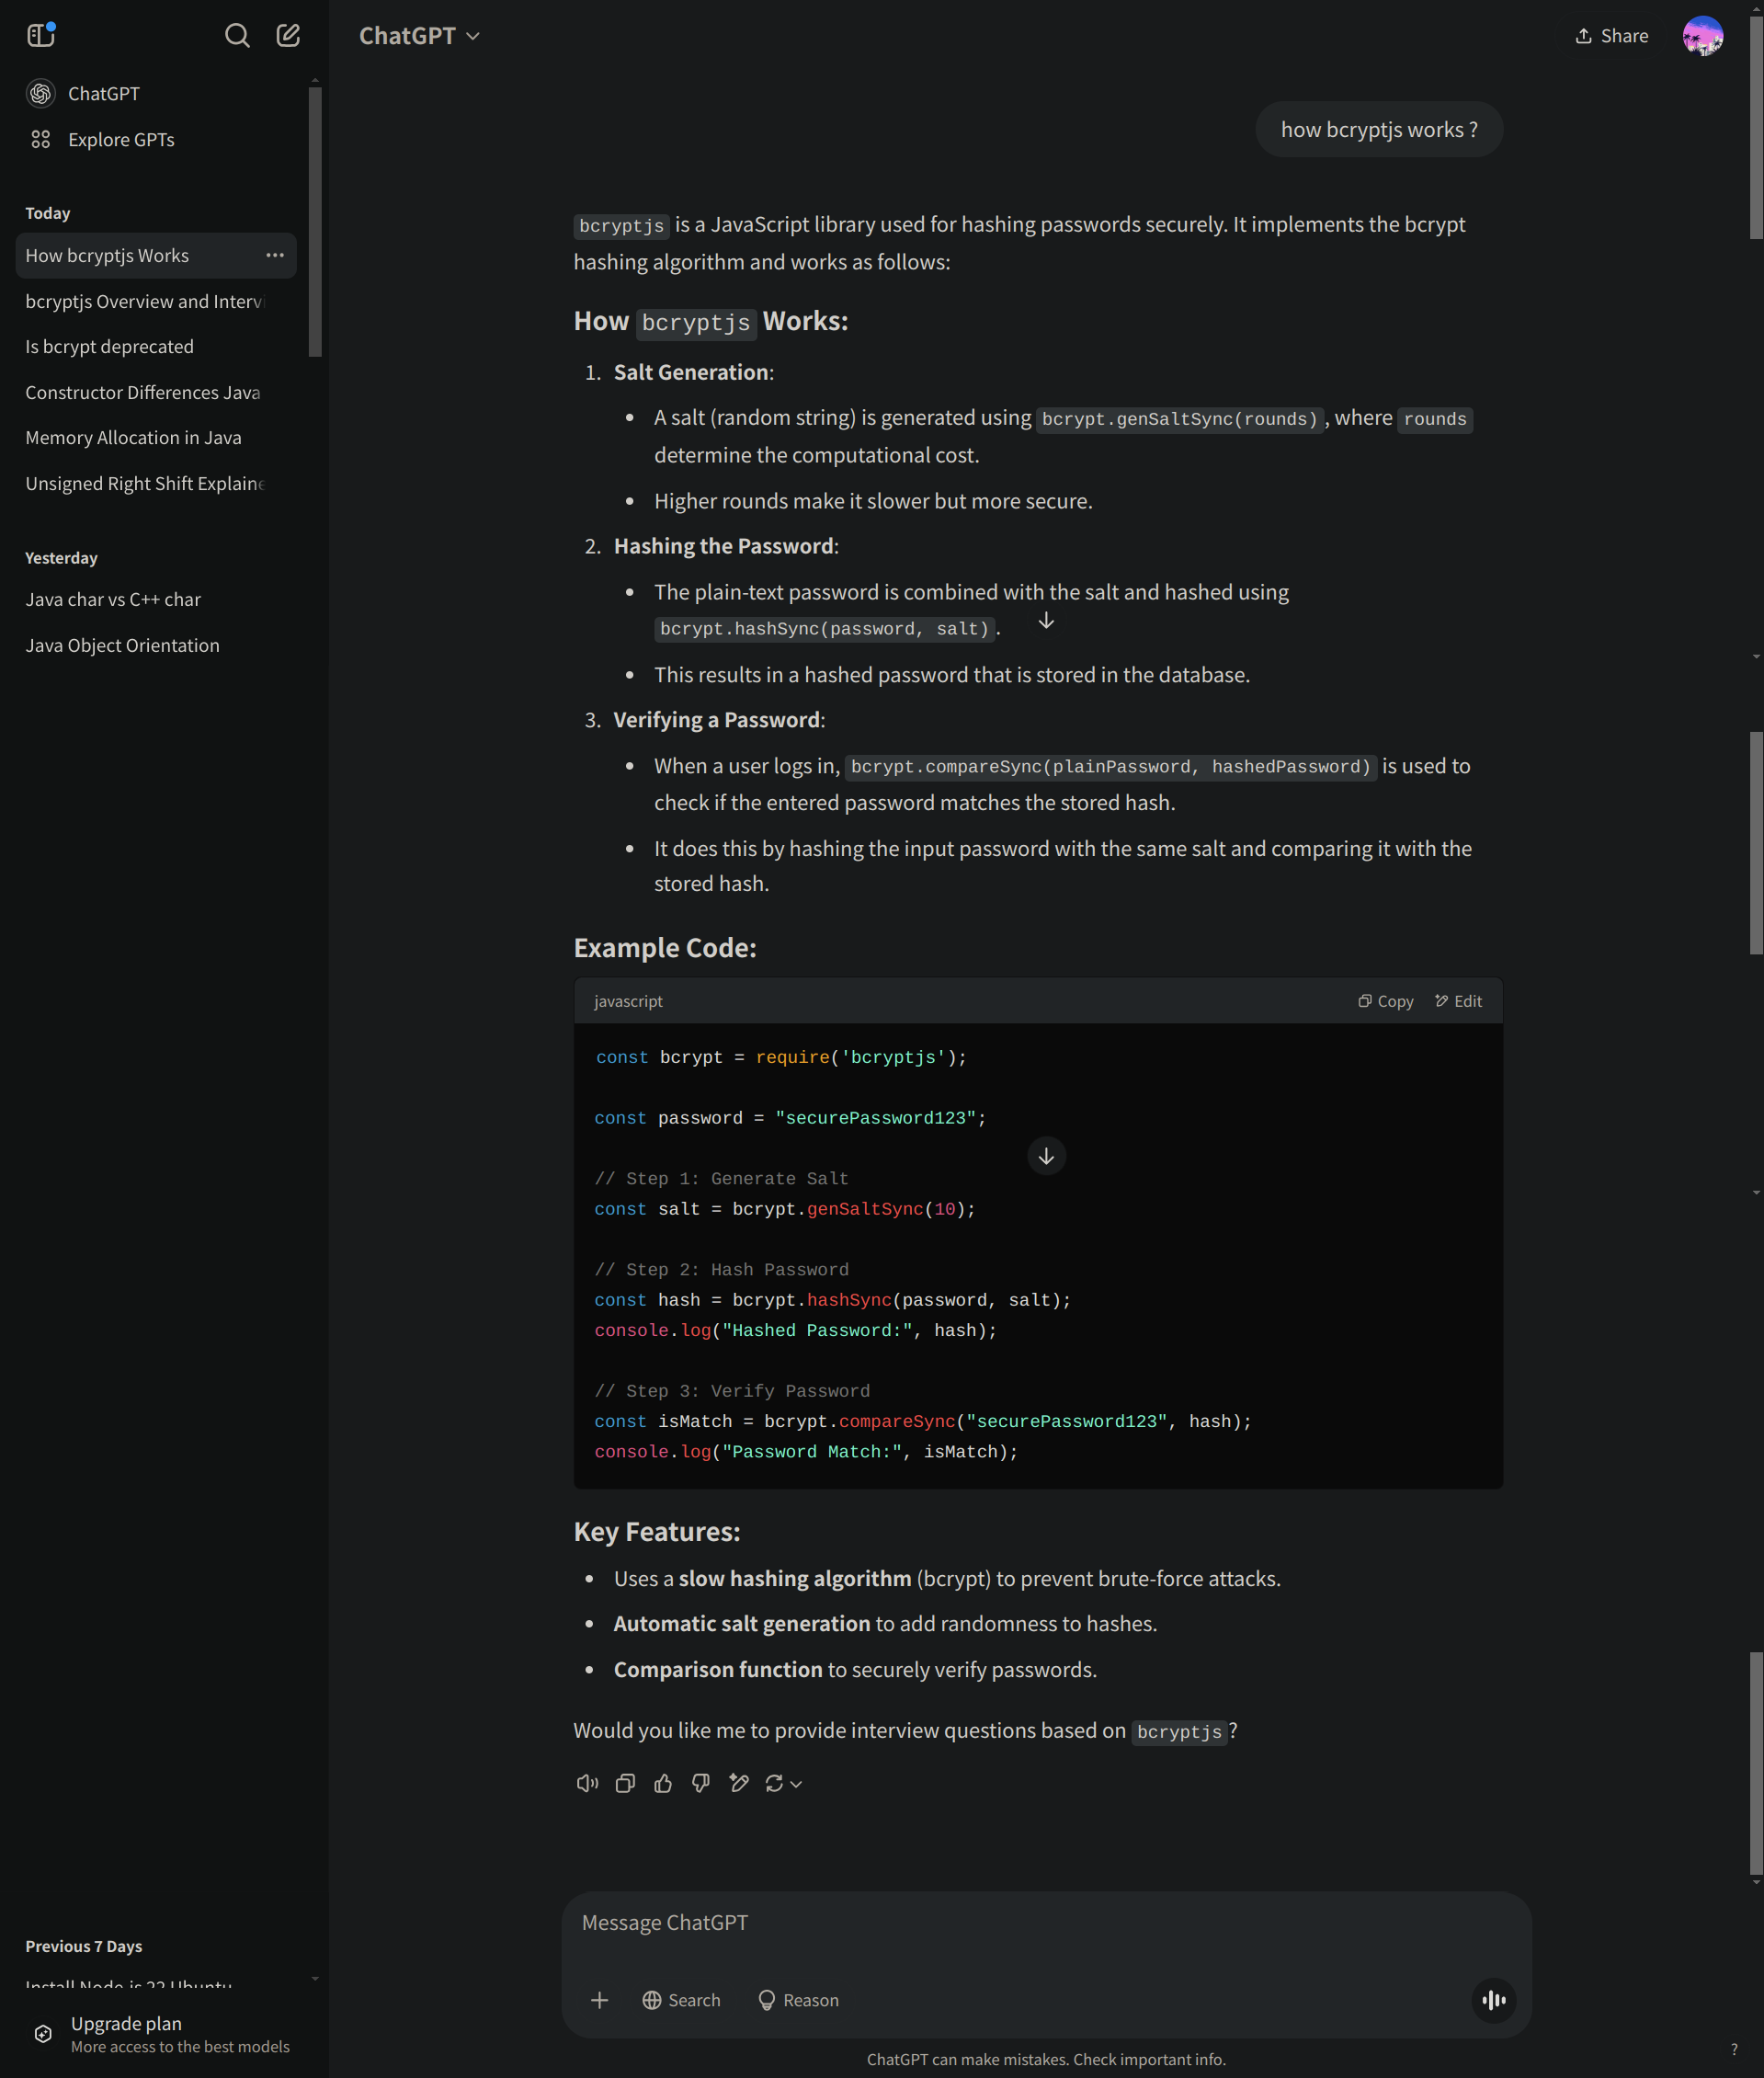 ChatGPT
Explore GPTs
Today
How bcryptjs Works
bcryptjs Overview and Interv
Is bcrypt deprecated
Constructor Differences Java
Memory Allocation in Java
Unsigned Right Shift Explaine
Yesterday
Java char vs C++ char
Java Object Orientation
Previous 7 Days
Install Node.js 22 Ubuntu
Upgrade plan
More access to the best models
ChatGPT
Share
how bcryptjs works ?
bcryptjs is a JavaScript library used for hashing passwords securely. It implements the bcrypt
hashing algorithm and works as follows:
How bcryptjs Works:
1. Salt Generation:
• A salt (random string) is generated using bcrypt.genSaltSync(rounds), where rounds
determine the computational cost.
• Higher rounds make it slower but more secure.
2. Hashing the Password:
• The plain-text password is combined with the salt and hashed using
bcrypt.hashSync(password, salt).
• This results in a hashed password that is stored in the database.
3. Verifying a Password:
• When a user logs in, bcrypt.compareSync(plainPassword, hashedPassword) is used to
check if the entered password matches the stored hash.
• It does this by hashing the input password with the same salt and comparing it with the
stored hash.
Example Code:
javascript
Copy
Edit
const bcrypt = require('bcryptjs');
const password = "securePassword123";
// Step 1: Generate Salt
const salt = bcrypt.genSaltSync(10);
// Step 2: Hash Password
const hash = bcrypt.hashSync(password, salt);
console.log("Hashed Password:", hash);
// Step 3: Verify Password
const isMatch = bcrypt.compareSync("securePassword123", hash);
console.log("Password Match:", isMatch);
Key Features:
• Uses a slow hashing algorithm (bcrypt) to prevent brute-force attacks.
• Automatic salt generation to add randomness to hashes.
• Comparison function to securely verify passwords.
Would you like me to provide interview questions based on bcryptjs?
Message ChatGPT
Search
Reason
ChatGPT can make mistakes. Check important info.
?